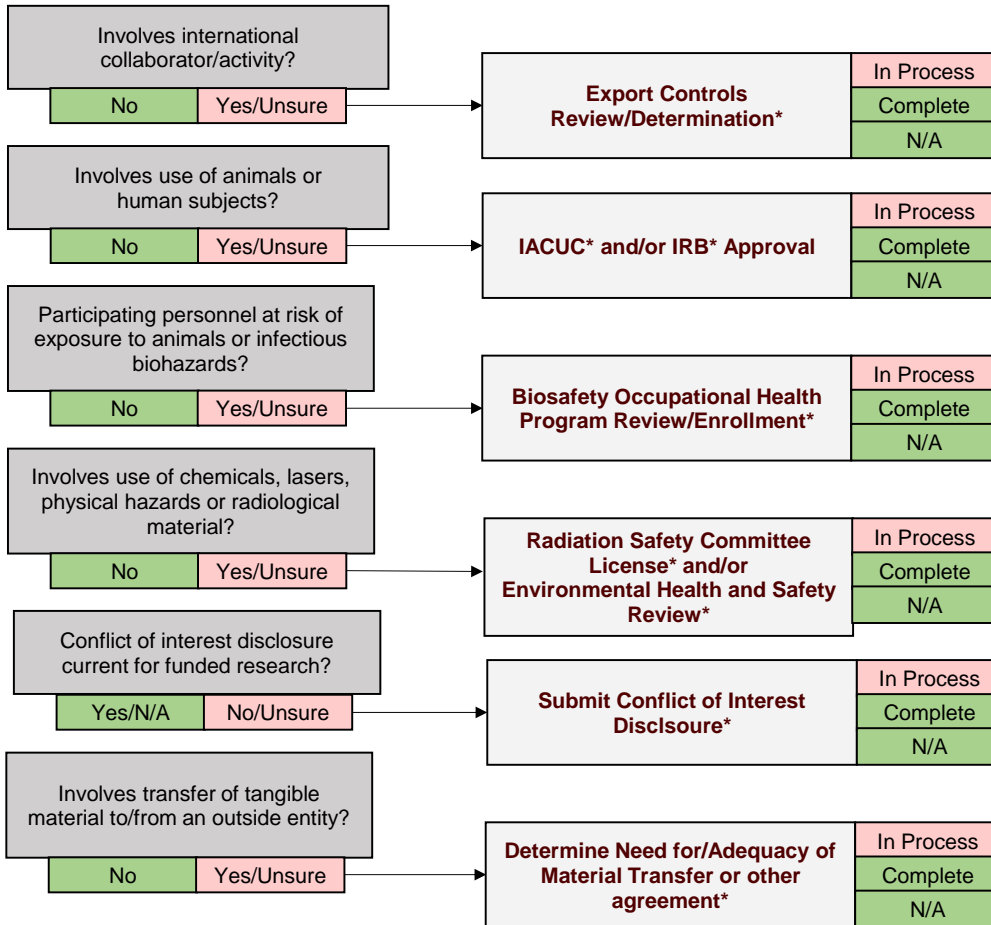 Involves international
collaborator/activity?
No
Yes/Unsure
Export Controls
Review/Determination*
In Process
Complete
N/A
Involves use of animals or
human subjects?
No
Yes/Unsure
IACUC* and/or IRB* Approval
In Process
Complete
N/A
Participating personnel at risk of
exposure to animals or infectious
biohazards?
No
Yes/Unsure
Biosafety Occupational Health
Program Review/Enrollment*
In Process
Complete
N/A
Involves use of chemicals, lasers,
physical hazards or radiological
material?
No
Yes/Unsure
Radiation Safety Committee
License* and/or
Environmental Health and Safety
Review*
In Process
Complete
N/A
Conflict of interest disclosure
current for funded research?
Yes/N/A
No/Unsure
Submit Conflict of Interest
Disclsoure*
In Process
Complete
N/A
Involves transfer of tangible
material to/from an outside entity?
No
Yes/Unsure
Determine Need for/Adequacy of
Material Transfer or other
agreement*
In Process
Complete
N/A